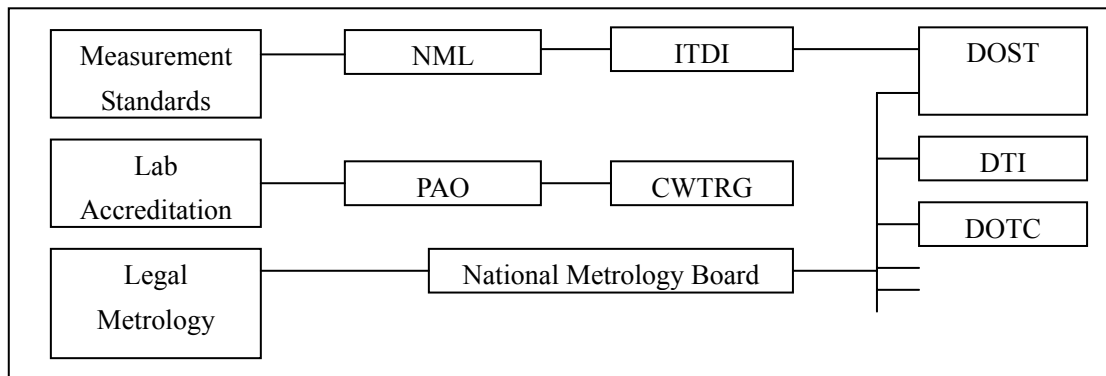 Measurement
Standards
NML
ITDI
DOST
Lab
Accreditation
PAO
CWTRG
DTI
DOTC
Legal
Metrology
National Metrology Board